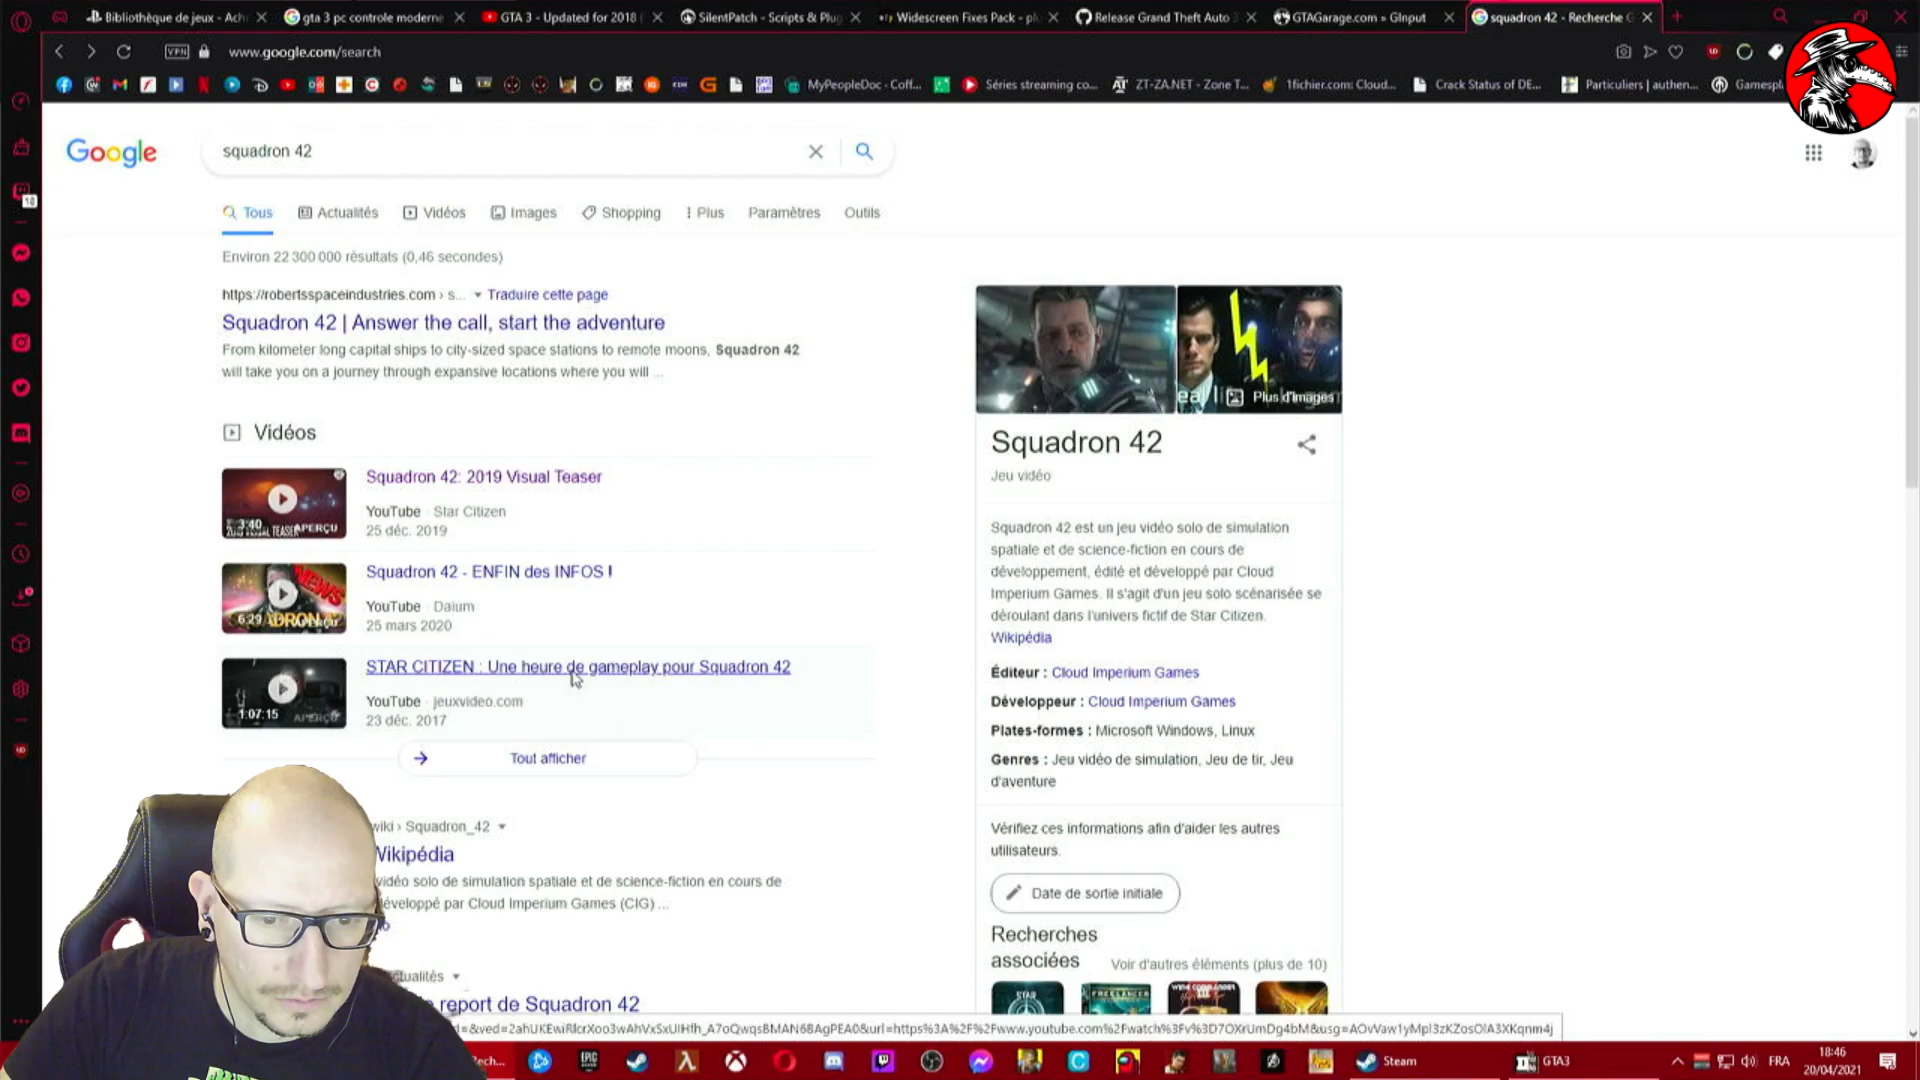 Bibliothèque de jeux - Ach
gta 3 pc controle moderne
GTA 3 - Updated for 2018
SilentPatch - Scripts & Plug
Widescreen Fixes Pack - pl
Release Grand Theft Auto
GTAGarage.com » GInput
squadron 42 - Recherche G
VPN
www.google.com/search
MyPeopleDoc - Coff...
Séries streaming co...
ZT-ZA.NET - Zone T...
1fichier.com: Cloud...
Crack Status of DE...
Particuliers | authen...
Gamespl
Google
squadron 42
Tous
Actualités
Vidéos
Images
Shopping
Plus
Paramètres
Outils
Environ 22 300 000 résultats (0,46 secondes)
https://robertsspaceindustries.com › s...
Traduire cette page
Squadron 42 | Answer the call, start the adventure
From kilometer long capital ships to city-sized space stations to remote moons, Squadron 42
will take you on a journey through expansive locations where you will ...
Vidéos
Squadron 42: 2019 Visual Teaser
YouTube · Star Citizen
25 déc. 2019
3:40
APERÇU
Squadron 42 - ENFIN des INFOS !
YouTube · Daium
25 mars 2020
NEWS
6:29
STAR CITIZEN : Une heure de gameplay pour Squadron 42
YouTube · jeuxvideo.com
23 déc. 2017
1:07:15
APERÇU
Tout afficher
wiki › Squadron_42
Wikipédia
vidéo solo de simulation spatiale et de science-fiction en cours de
développé par Cloud Imperium Games (CIG) ...
ctualités
report de Squadron 42
Plus d'images
Squadron 42
Jeu vidéo
Squadron 42 est un jeu vidéo solo de simulation
spatiale et de science-fiction en cours de
développement, édité et développé par Cloud
Imperium Games. Il s'agit d'un jeu solo scénarisée se
déroulant dans l'univers fictif de Star Citizen.
Wikipédia
Éditeur : Cloud Imperium Games
Développeur : Cloud Imperium Games
Plates-formes : Microsoft Windows, Linux
Genres : Jeu vidéo de simulation, Jeu de tir, Jeu
d'aventure
Vérifiez ces informations afin d'aider les autres
utilisateurs.
Date de sortie initiale
Recherches
associées
Voir d'autres éléments (plus de 10)
STAR
FREELANCER
Steam
GTA3
FRA
18:46
20/04/2021